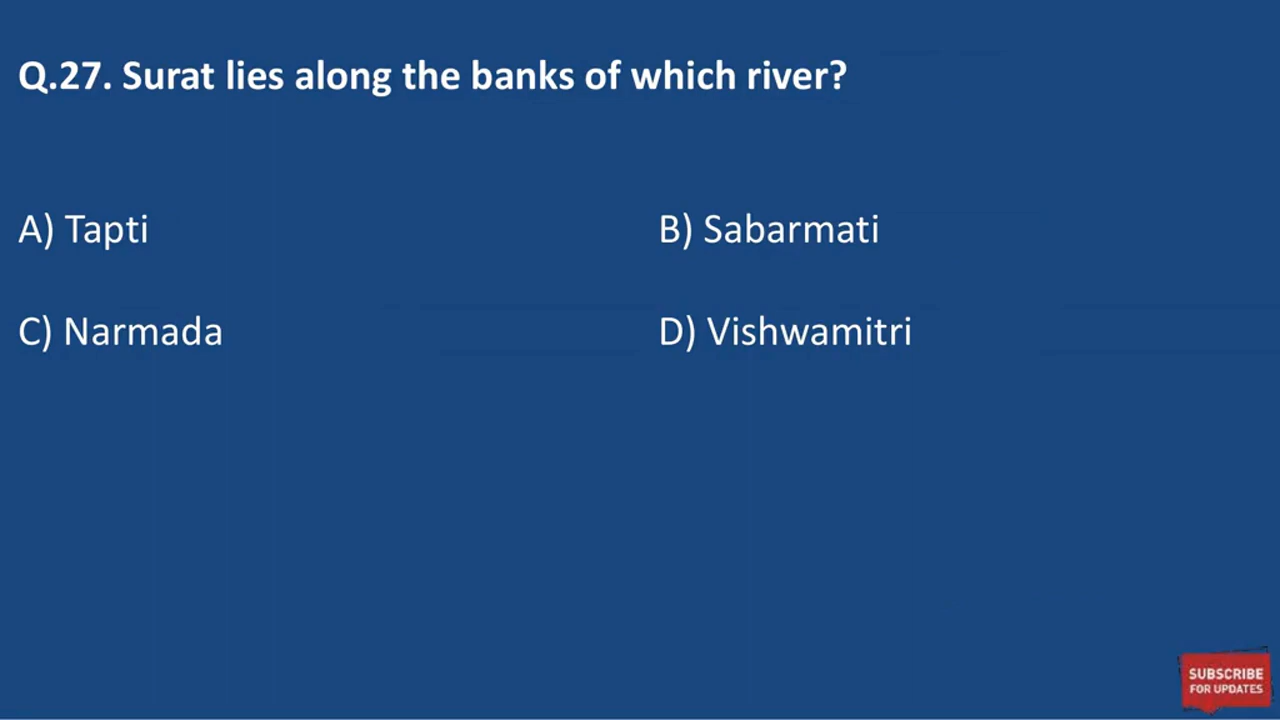 Q.27. Surat lies along the banks of which river?
A) Tapti
B) Sabarmati
C) Narmada
D) Vishwamitri
SUBSCRIBE
FOR UPDATES